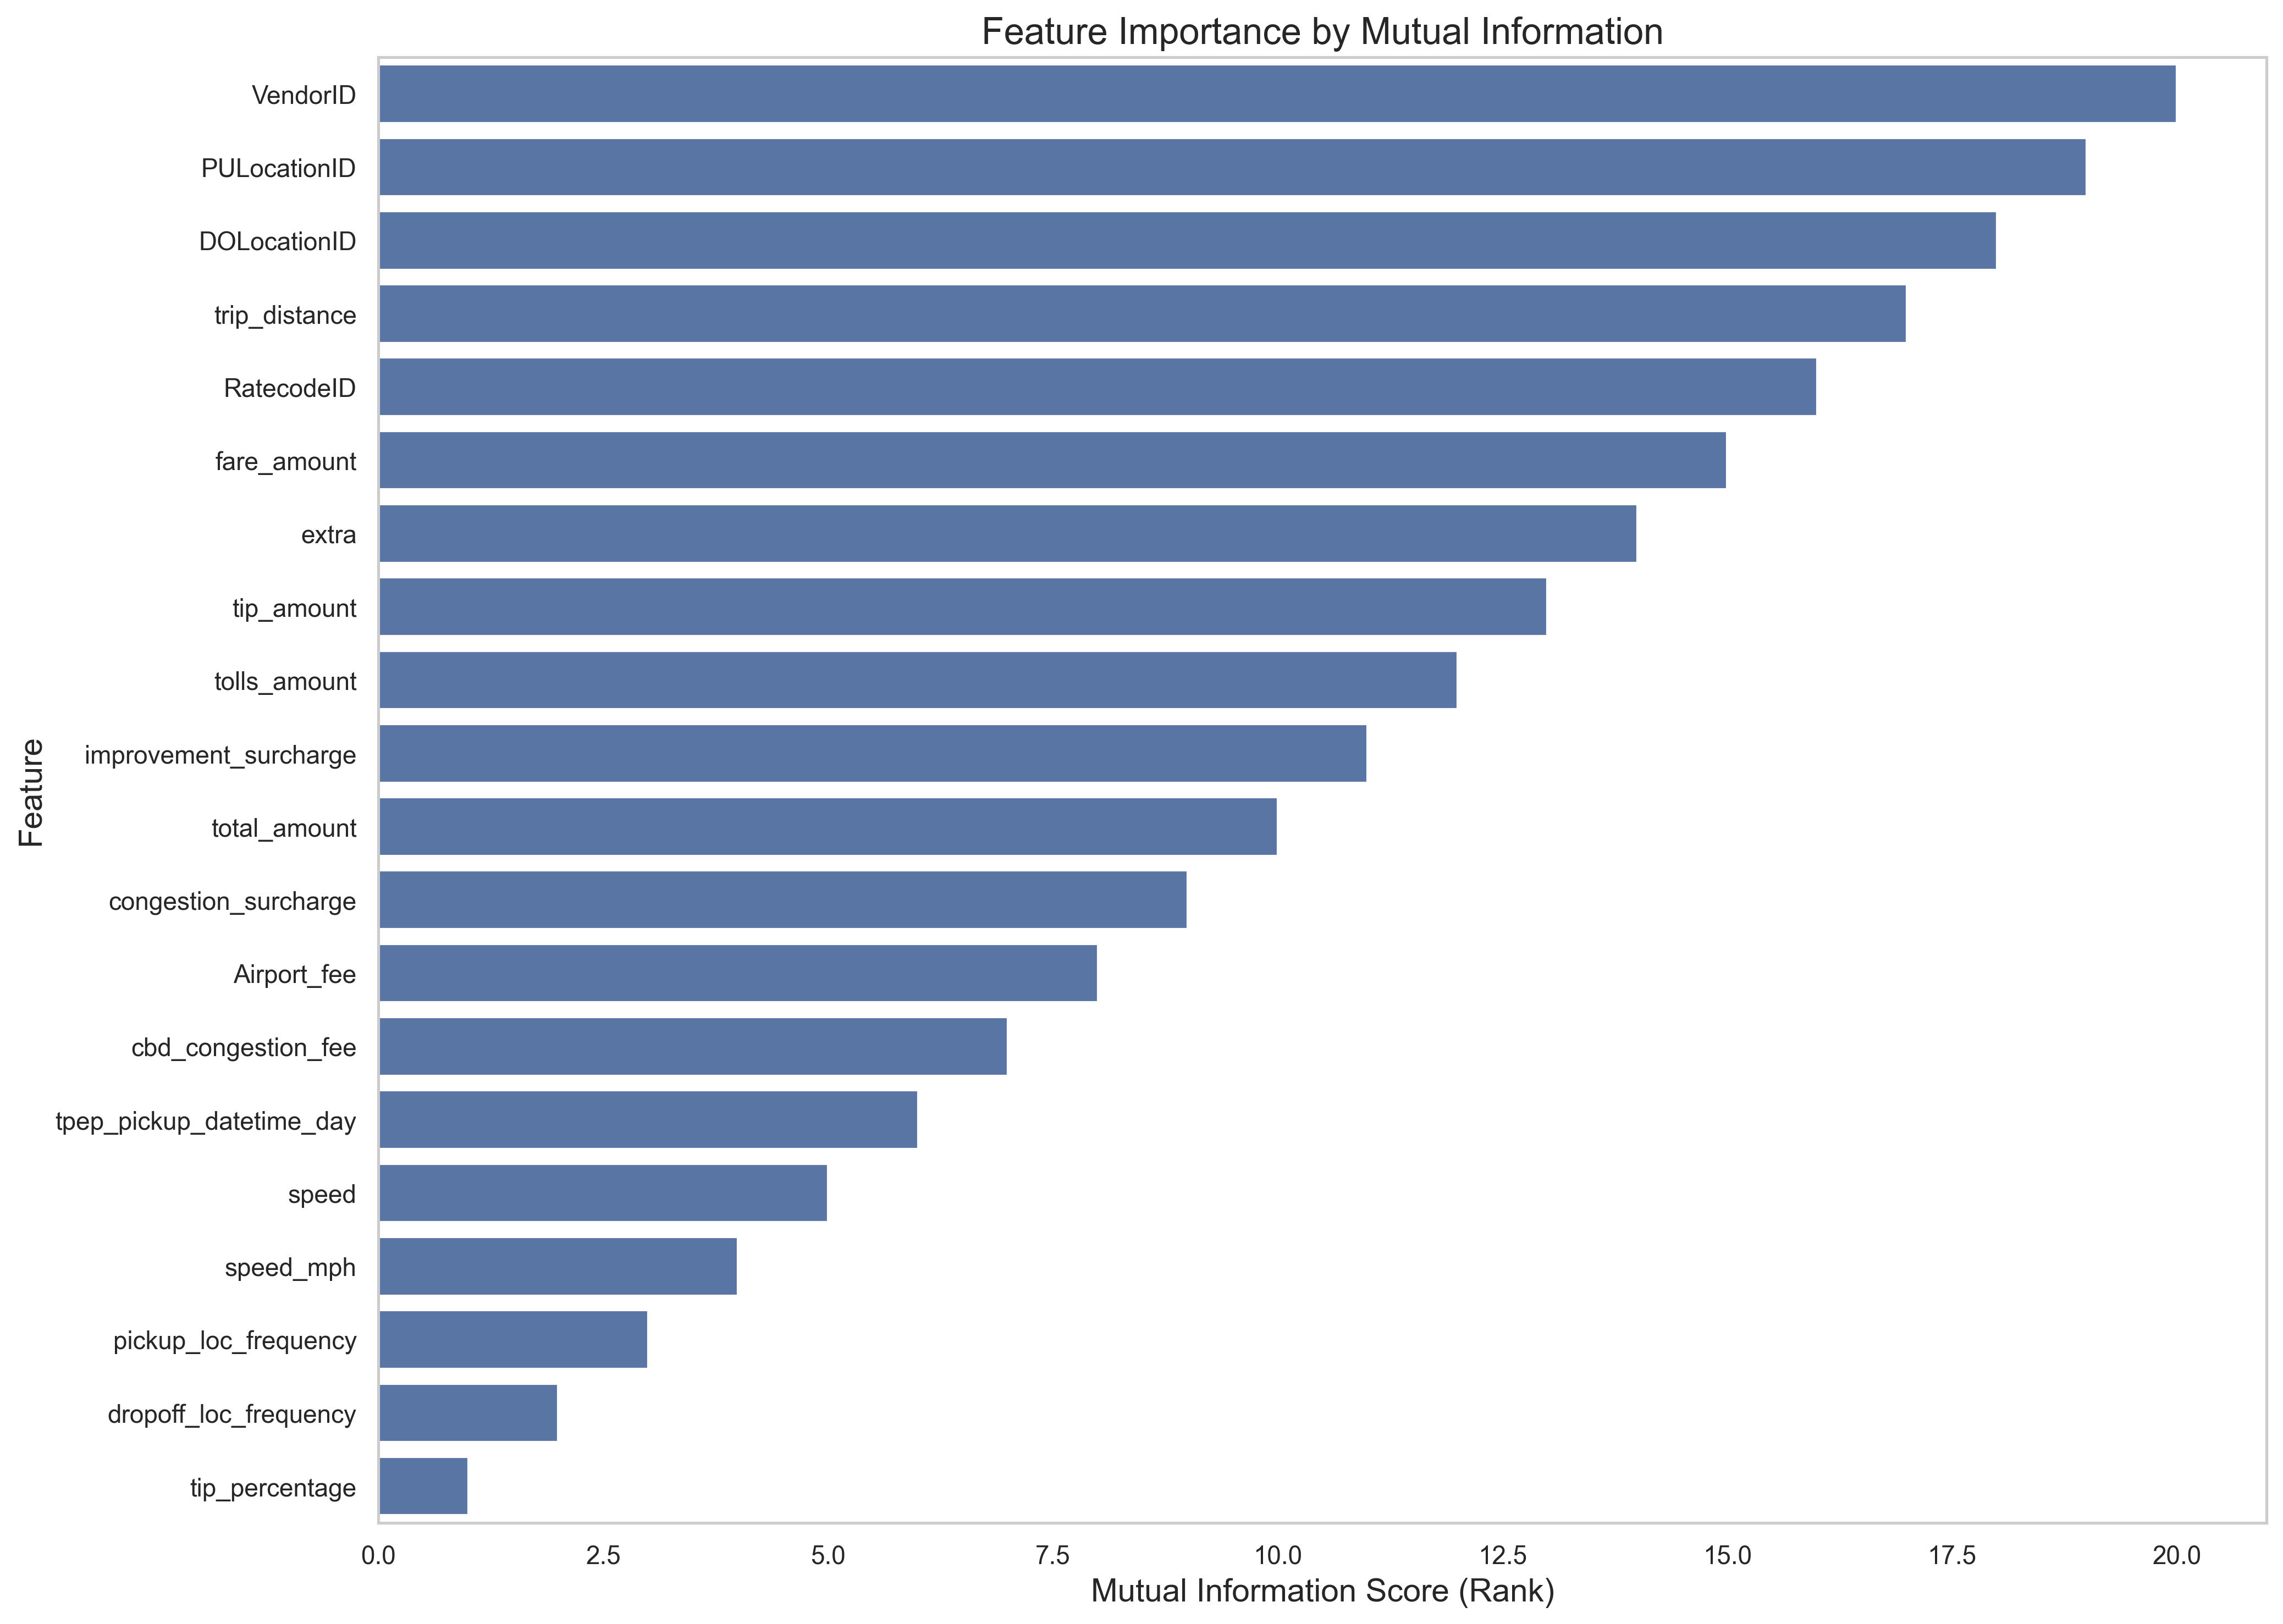 Feature Importance by Mutual Information
VendorID
PULocationID
DOLocationID
trip_distance
RatecodeID
fare_amount
extra
tip_amount
tolls_amount
improvement_surcharge
total_amount
congestion_surcharge
Airport_fee
cbd_congestion_fee
tpep_pickup_datetime_day
speed
speed_mph
pickup_loc_frequency
dropoff_loc_frequency
tip_percentage
Feature
0.0 2.5 5.0 7.5 10.0 12.5 15.0 17.5 20.0
Mutual Information Score (Rank)